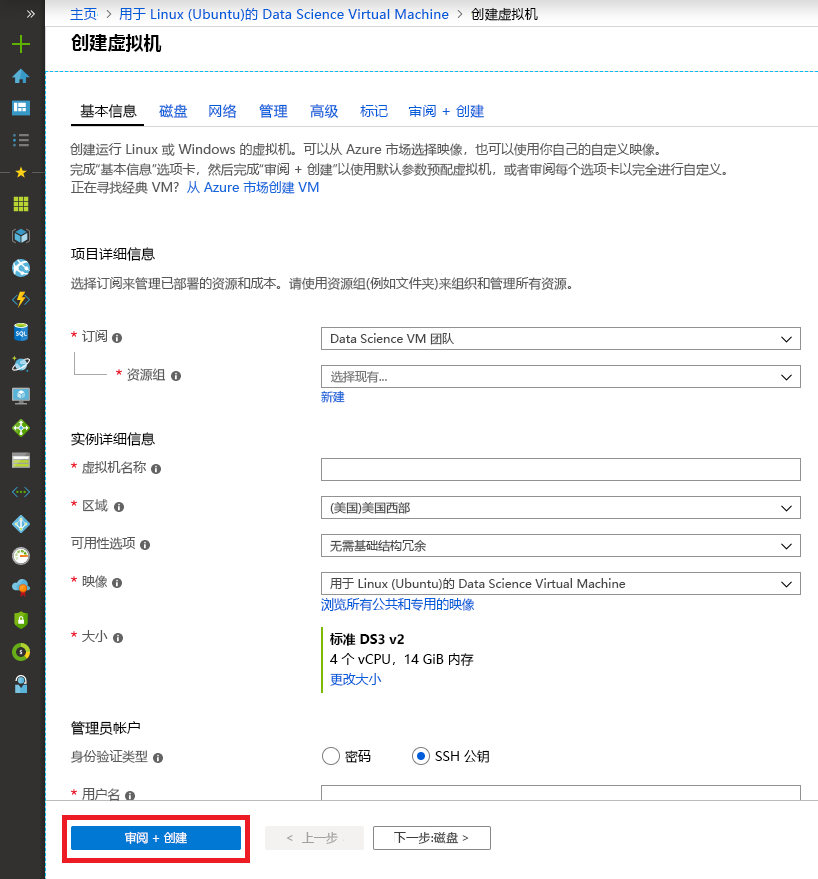 »
主页 > 用于 Linux (Ubuntu)的 Data Science Virtual Machine > 创建虚拟机
创建虚拟机
基本信息 磁盘 网络 管理 高级 标记 审阅 + 创建
创建运行 Linux 或 Windows 的虚拟机。可以从 Azure 市场选择映像，也可以使用你自己的自定义映像。
完成“基本信息”选项卡，然后完成“审阅 + 创建”以使用默认参数预配虚拟机，或者审阅每个选项卡以完全进行自定义。
正在寻找经典 VM? 从 Azure 市场创建 VM
项目详细信息
选择订阅来管理已部署的资源和成本。请使用资源组(例如文件夹)来组织和管理所有资源。
* 订阅 Data Science VM 团队
* 资源组 选择现有...
新建
实例详细信息
* 虚拟机名称
* 区域 (美国)美国西部
可用性选项 无需基础结构冗余
* 映像 用于 Linux (Ubuntu)的 Data Science Virtual Machine
浏览所有公共和专用的映像
* 大小 标准 DS3 v2
4 个 vCPU，14 GiB 内存
更改大小
管理员帐户
身份验证类型 密码 SSH 公钥
* 用户名
审阅 + 创建 < 上一步 下一步:磁盘 >
SQL